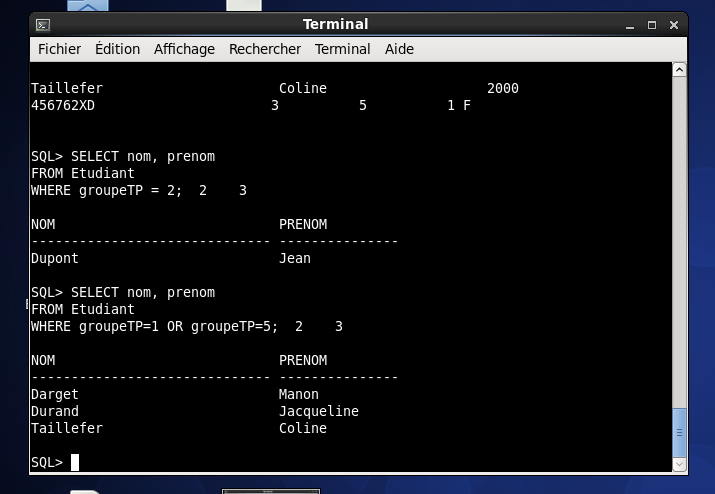 Terminal
Fichier Édition Affichage Rechercher Terminal Aide
Taillefer Coline 2000
456762XD 3 5 1 F
SQL> SELECT nom, prenom
FROM Etudiant
WHERE groupeTP = 2; 2 3
NOM PRENOM
------------------------------ ---------------
Dupont Jean
SQL> SELECT nom, prenom
FROM Etudiant
WHERE groupeTP=1 OR groupeTP=5; 2 3
NOM PRENOM
------------------------------ ---------------
Darget Manon
Durand Jacqueline
Taillefer Coline
SQL>